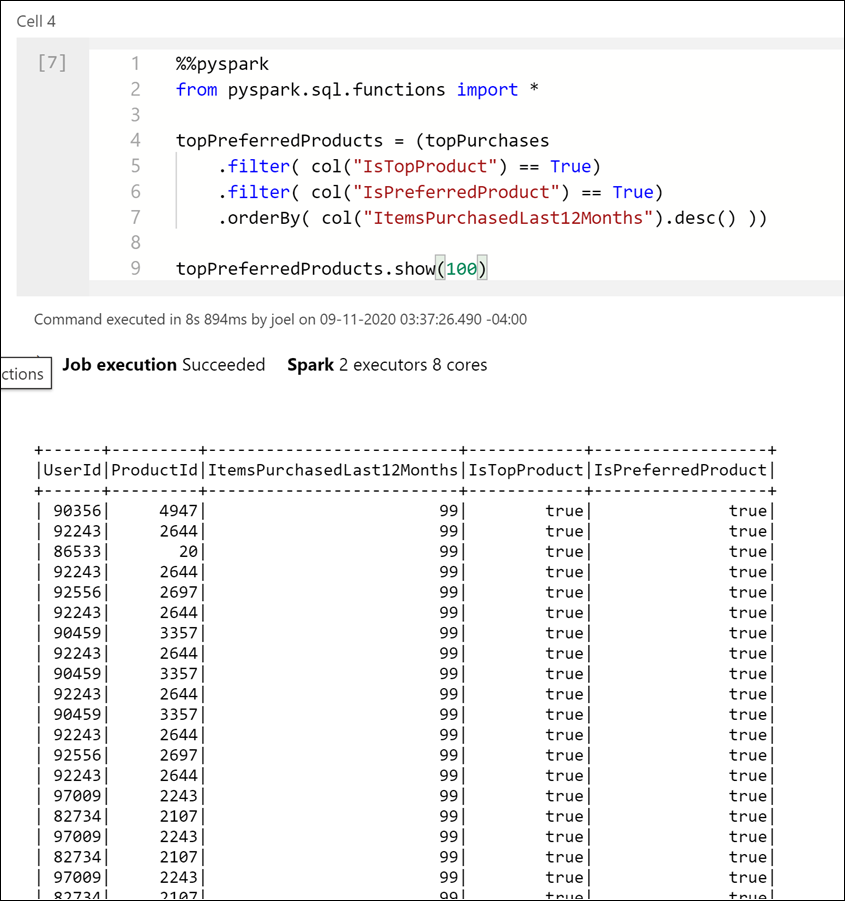 Cell 4
[7]
1 %%pyspark
2 from pyspark.sql.functions import *
3
4 topPreferredProducts = (topPurchases
5     .filter( col("IsTopProduct") == True)
6     .filter( col("IsPreferredProduct") == True)
7     .orderBy( col("ItemsPurchasedLast12Months").desc() ))
8
9 topPreferredProducts.show(100)
Command executed in 8s 894ms by joel on 09-11-2020 03:37:26.490 -04:00
Job execution Succeeded Spark 2 executors 8 cores
ctions
+------+---------+--------------------------+------------+------------------+
|UserId|ProductId|ItemsPurchasedLast12Months|IsTopProduct|IsPreferredProduct|
+------+---------+--------------------------+------------+------------------+
| 90356|     4947|                        99|        true|              true|
| 92243|     2644|                        99|        true|              true|
| 86533|       20|                        99|        true|              true|
| 92243|     2644|                        99|        true|              true|
| 92556|     2697|                        99|        true|              true|
| 92243|     2644|                        99|        true|              true|
| 90459|     3357|                        99|        true|              true|
| 92243|     2644|                        99|        true|              true|
| 90459|     3357|                        99|        true|              true|
| 92243|     2644|                        99|        true|              true|
| 90459|     3357|                        99|        true|              true|
| 92243|     2644|                        99|        true|              true|
| 92556|     2697|                        99|        true|              true|
| 92243|     2644|                        99|        true|              true|
| 97009|     2243|                        99|        true|              true|
| 82734|     2107|                        99|        true|              true|
| 97009|     2243|                        99|        true|              true|
| 82734|     2107|                        99|        true|              true|
| 97009|     2243|                        99|        true|              true|
| 82734|     2107|                        99|        true|              true|